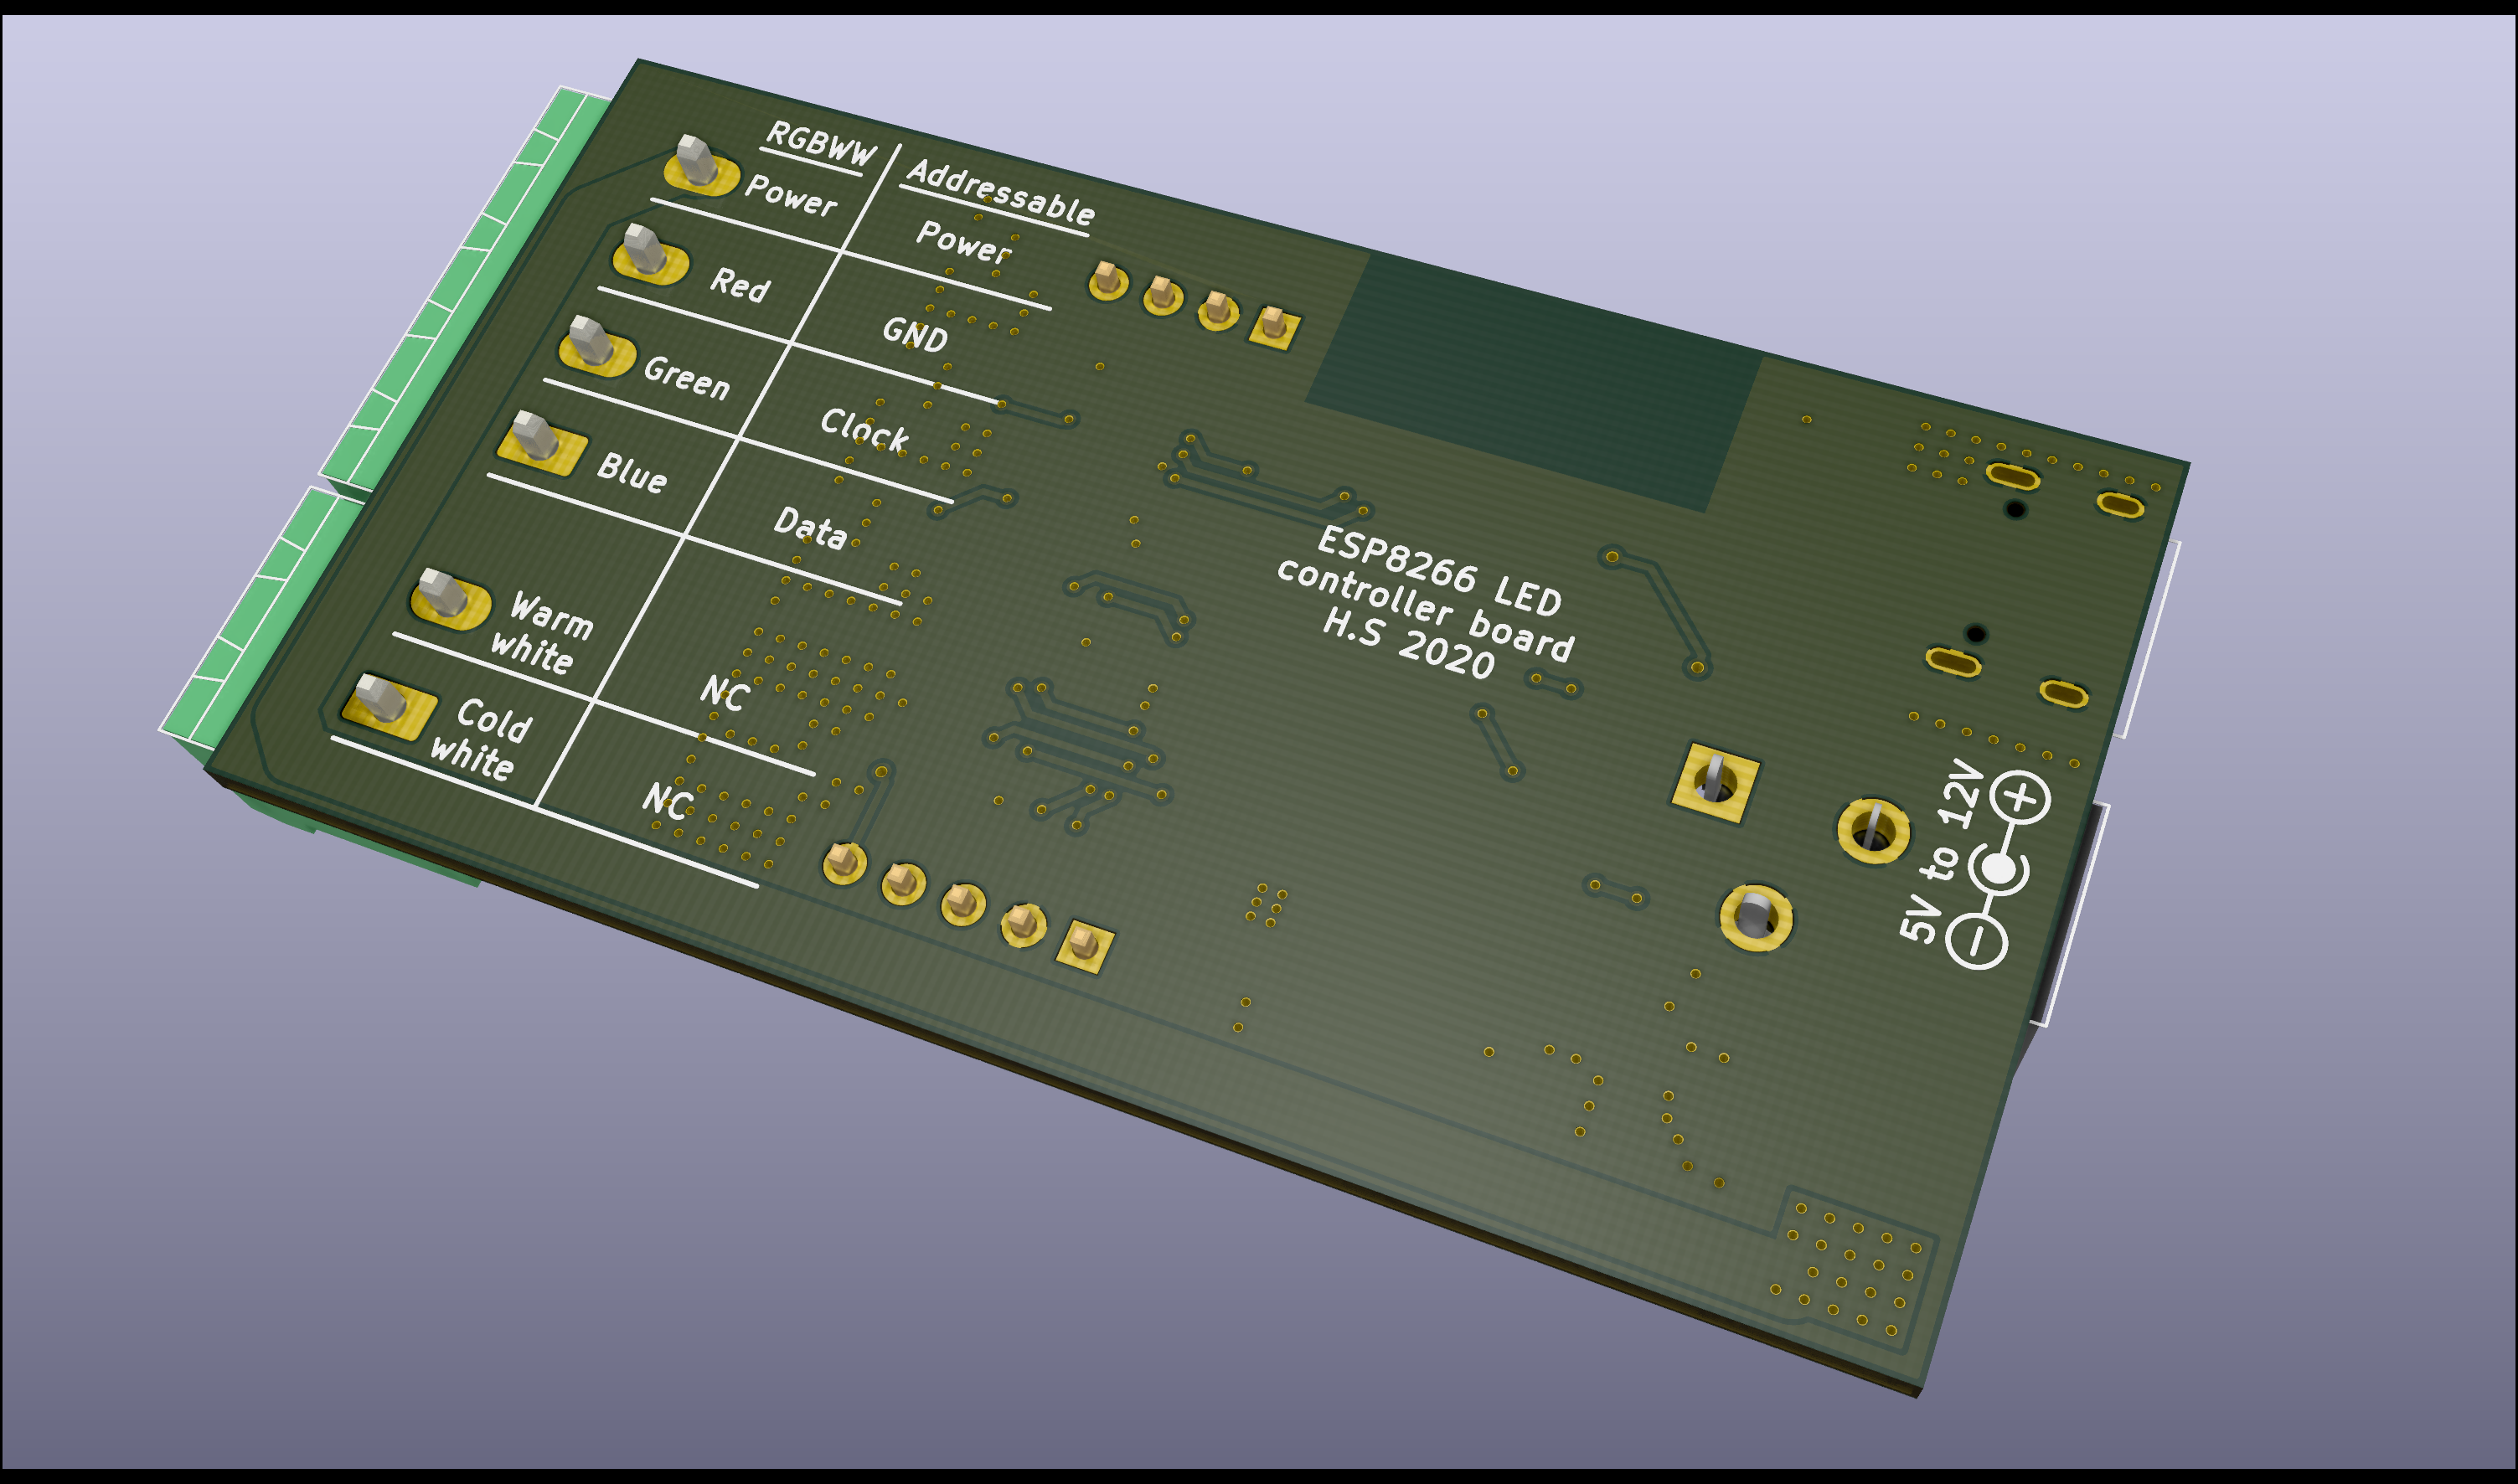 RGBWW
Addressable
Power
Power
Red
GND
Green
Clock
Blue
Data
Warm
white
NC
Cold
white
NC
ESP8266 LED
controller board
H.S 2020
5V to 12V